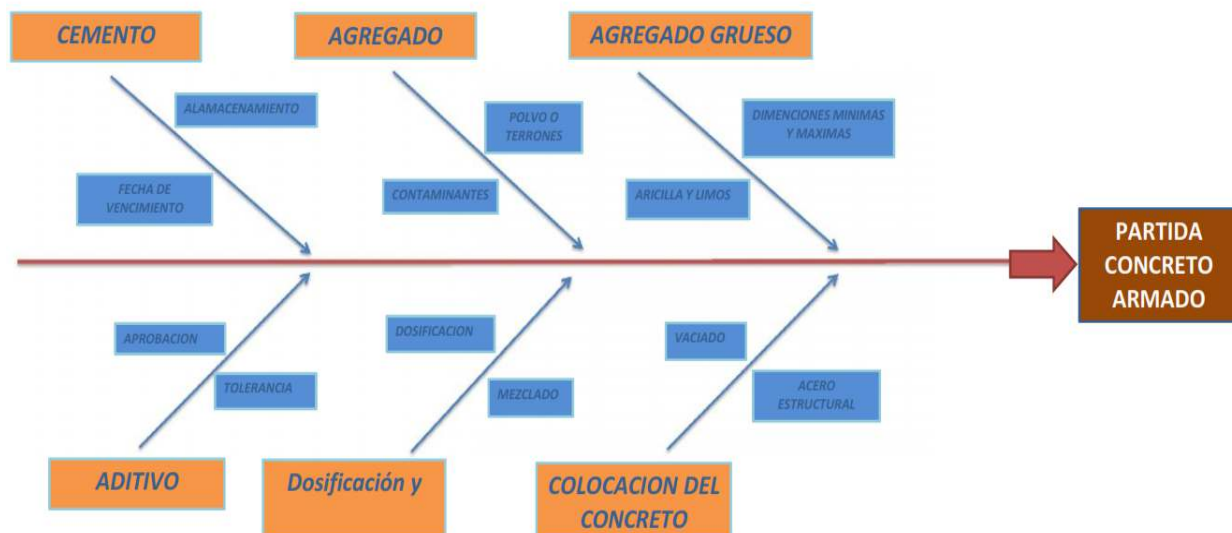 CEMENTO
AGREGADO
AGREGADO GRUESO
ALAMACENAMIENTO
POLVO O
TERRONES
DIMENCIONES MINIMAS
Y MAXIMAS
FECHA DE
VENCIMIENTO
CONTAMINANTES
ARICILLA Y LIMOS
PARTIDA
CONCRETO
ARMADO
APROBACION
DOSIFICACION
VACIADO
TOLERANCIA
MEZCLADO
ACERO
ESTRUCTURAL
ADITIVO
Dosificación y
COLOCACION DEL
CONCRETO